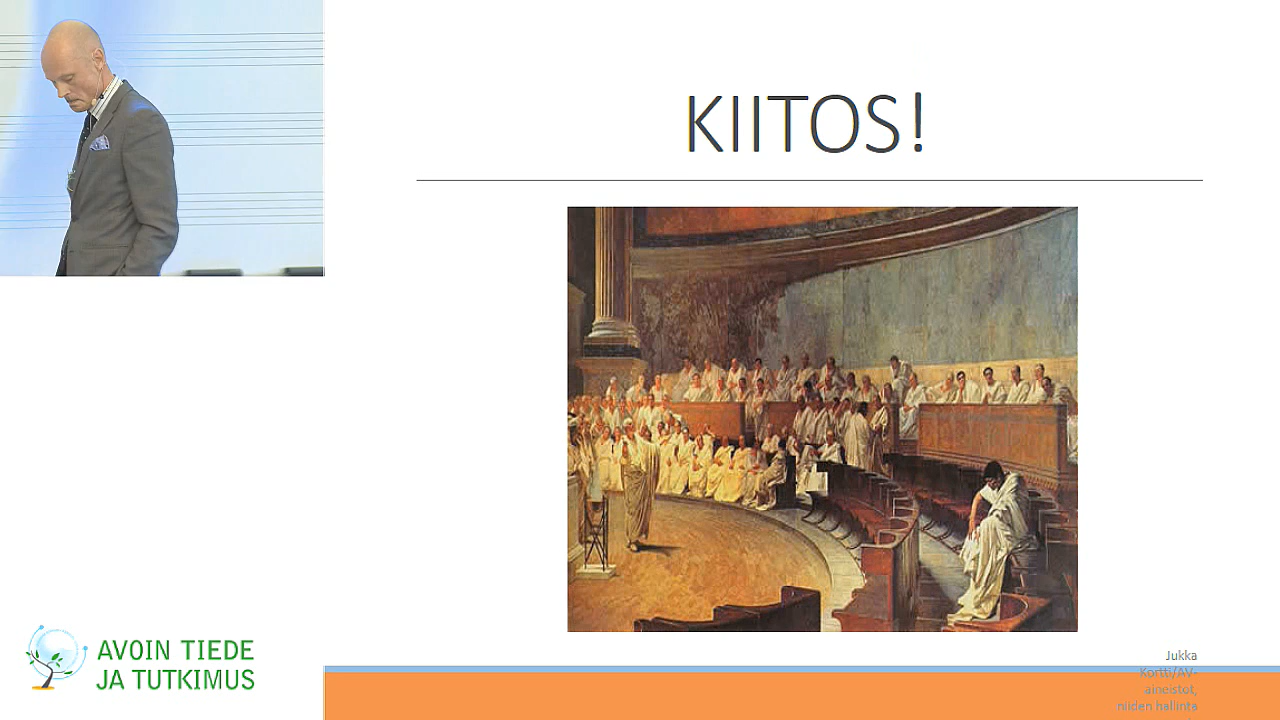 KIITOS!
AVOIN TIEDE
JA TUTKIMUS
Jukka
Kortti/AV-
aineistot,
niiden hallinta